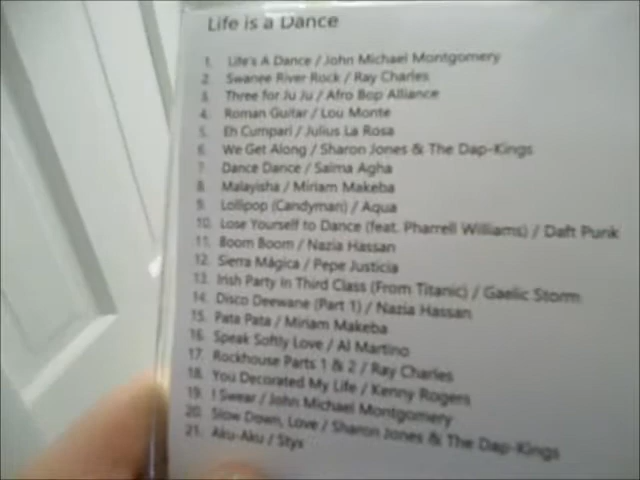 Life is a Dance
1. Life's A Dance / John Michael Montgomery
2. Swanee River Rock / Ray Charles
3. Three for Ju Ju / Afro Bop Alliance
4. Roman Guitar / Lou Monte
5. Eh Cumpari / Julius La Rosa
6. We Get Along / Sharon Jones & The Dap-Kings
7. Dance Dance / Saima Agha
8. Malayisha / Miriam Makeba
9. Lollipop (Candyman) / Aqua
10. Lose Yourself to Dance (feat. Pharrell Williams) / Daft Punk
11. Boom Boom / Nazia Hassan
12. Sierra Mágica / Pepe Justicia
13. Irish Party in Third Class (From Titanic) / Gaelic Storm
14. Disco Deewane (Part 1) / Nazia Hassan
15. Pata Pata / Miriam Makeba
16. Speak Softly Love / Al Martino
17. Rockhouse Parts 1 & 2 / Ray Charles
18. You Decorated My Life / Kenny Rogers
19. I Swear / John Michael Montgomery
20. Slow Down, Love / Sharon Jones & The Dap-Kings
21. Aku-Aku / Stys